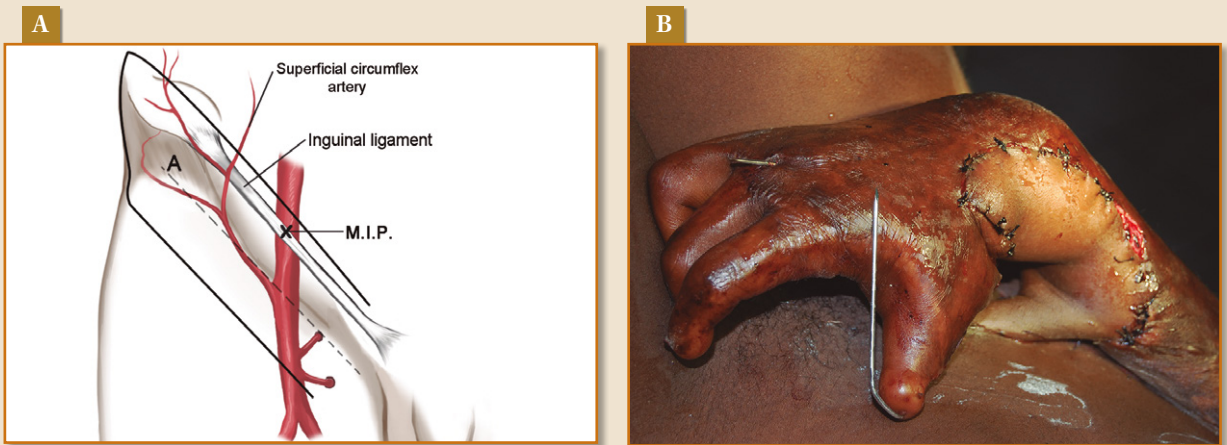 A
Superficial circumflex
artery
Inguinal ligament
A
M.I.P.
X
B